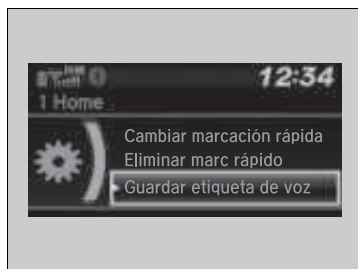 12:34
1 Home
Cambiar marcación rápida
Eliminar marc rápido
Guardar etiqueta de voz